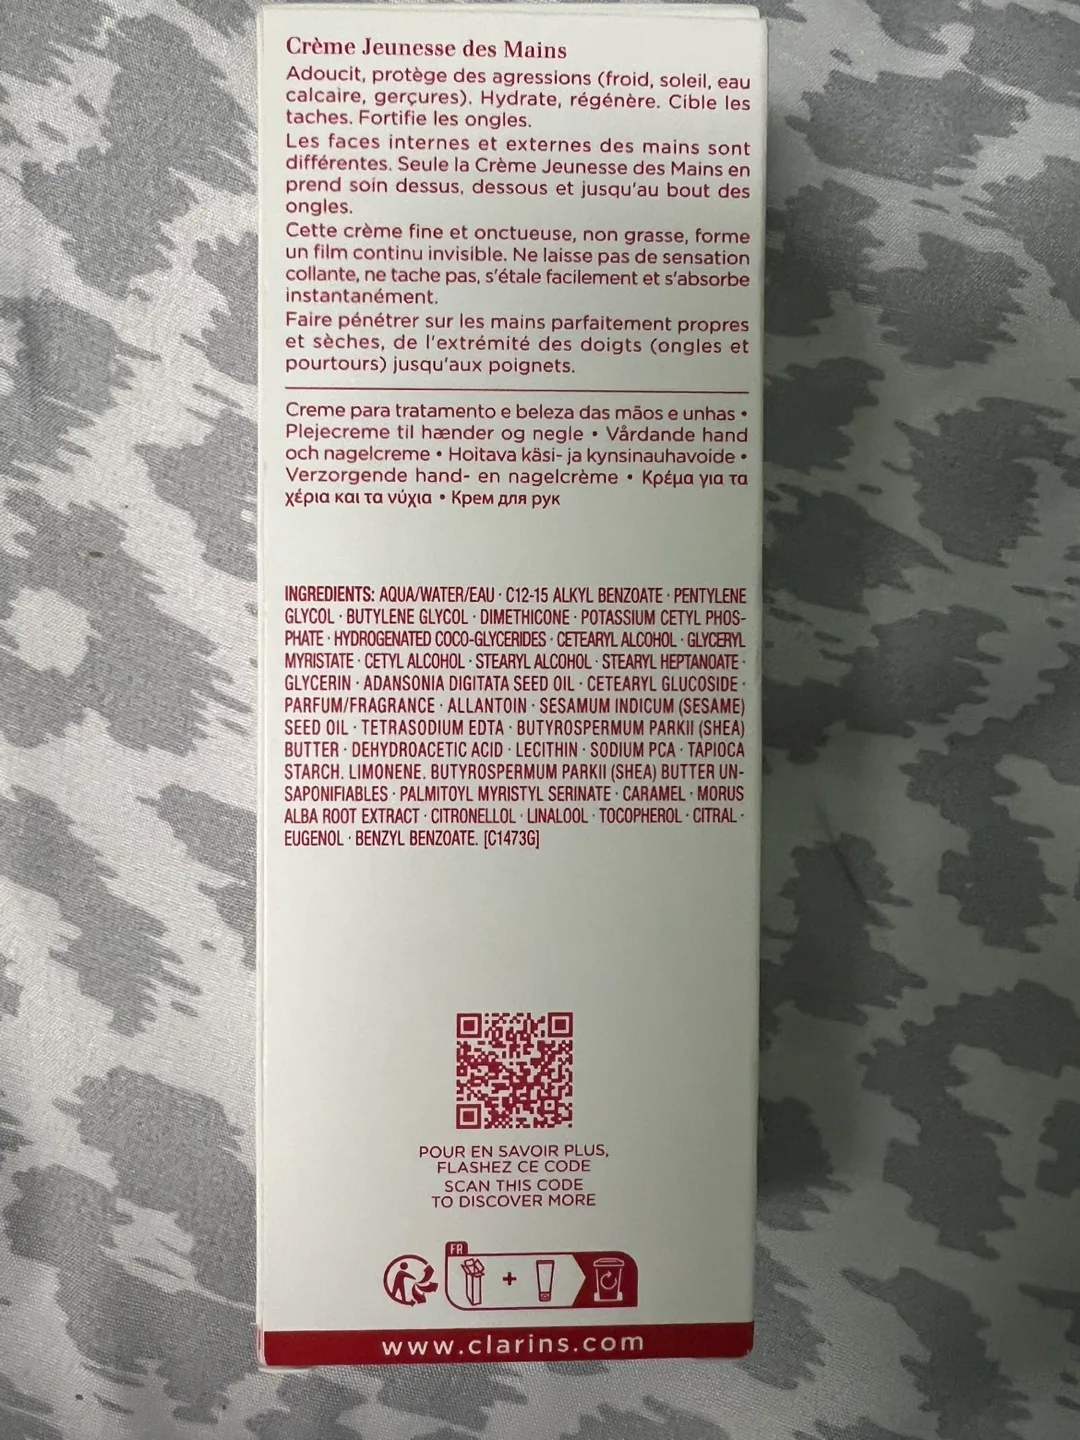 Crème Jeunesse des Mains
Adoucit, protège des agressions (froid, soleil, eau
calcaire, gerçures). Hydrate, régénère. Cible les
taches. Fortifie les ongles.
Les faces internes et externes des mains sont
différentes. Seule la Crème Jeunesse des Mains en
prend soin dessus, dessous et jusqu'au bout des
ongles.
Cette crème fine et onctueuse, non grasse, forme
un film continu invisible. Ne laisse pas de sensation
collante, ne tache pas, s'étale facilement et s'absorbe
instantanément.
Faire pénétrer sur les mains parfaitement propres
et sèches, de l'extrémité des doigts (ongles et
pourtours) jusqu'aux poignets.
Creme para tratamento e beleza das mãos e unhas •
Plejecreme til hænder og negle • Vårdande hand
och nagelcreme • Hoitava käsi- ja kynsinauhavoide •
Verzorgende hand- en nagelcrème • Κρέμα για τα
χέρια και τα νύχια • Крем для рук
INGREDIENTS: AQUA/WATER/EAU · C12-15 ALKYL BENZOATE · PENTYLENE
GLYCOL · BUTYLENE GLYCOL · DIMETHICONE · POTASSIUM CETYL PHOS-
PHATE · HYDROGENATED COCO-GLYCERIDES · CETEARYL ALCOHOL · GLYCERYL
MYRISTATE · CETYL ALCOHOL · STEARYL ALCOHOL · STEARYL HEPTANOATE ·
GLYCERIN · ADANSONIA DIGITATA SEED OIL · CETEARYL GLUCOSIDE ·
PARFUM/FRAGRANCE · ALLANTOIN · SESAMUM INDICUM (SESAME)
SEED OIL · TETRASODIUM EDTA · BUTYROSPERMUM PARKII (SHEA)
BUTTER · DEHYDROACETIC ACID · LECITHIN · SODIUM PCA · TAPIOCA
STARCH. LIMONENE. BUTYROSPERMUM PARKII (SHEA) BUTTER UN-
SAPONIFIABLES · PALMITOYL MYRISTYL SERINATE · CARAMEL · MORUS
ALBA ROOT EXTRACT · CITRONELLOL · LINALOOL · TOCOPHEROL · CITRAL ·
EUGENOL · BENZYL BENZOATE. [C1473G]
POUR EN SAVOIR PLUS,
FLASHEZ CE CODE
SCAN THIS CODE
TO DISCOVER MORE
FR
+
www.clarins.com